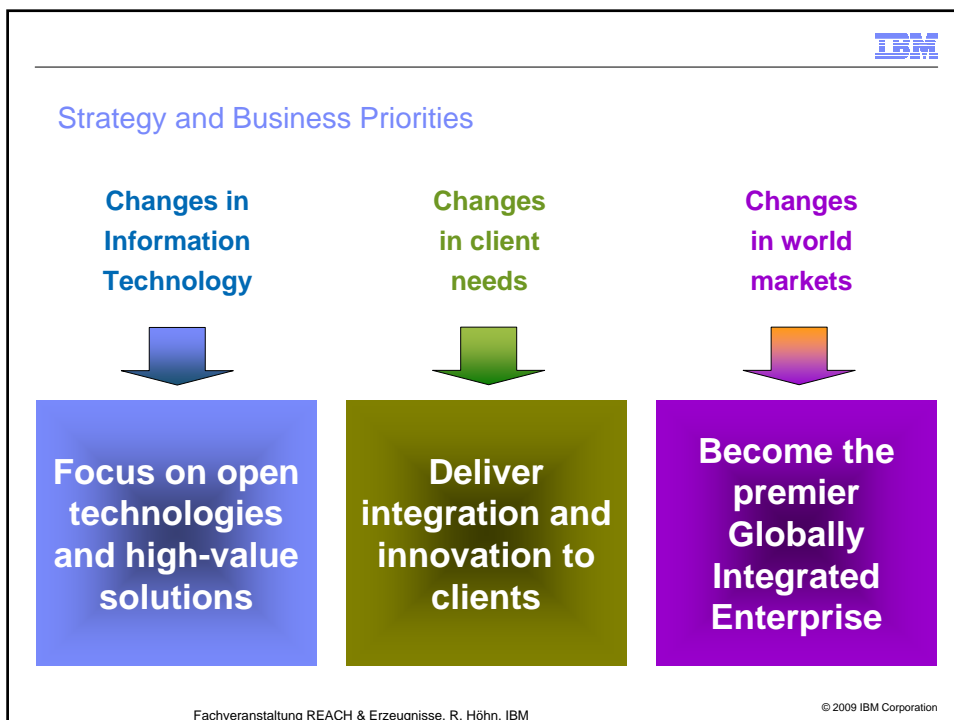 IBM
Strategy and Business Priorities
Changes in
Information
Technology
Changes
in client
needs
Changes
in world
markets
Focus on open
technologies
and high-value
solutions
Deliver
integration and
innovation to
clients
Become the
premier
Globally
Integrated
Enterprise
Fachveranstaltung REACH & Erzeugnisse, R. Höhn, IBM
© 2009 IBM Corporation